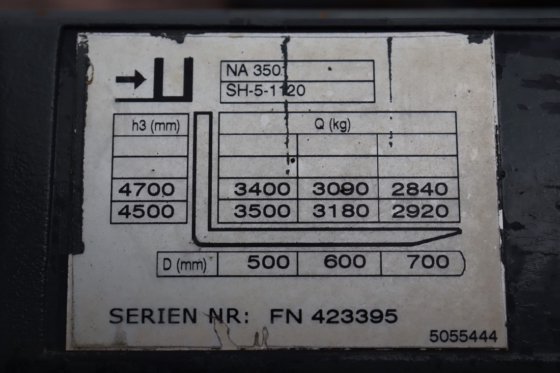 NA 350
SH-5-1120
h3 (mm) Q (kg)
4700 3400 3090 2840
4500 3500 3180 2920
D (mm) 500 600 700
SERIEN NR: FN 423395
5055444